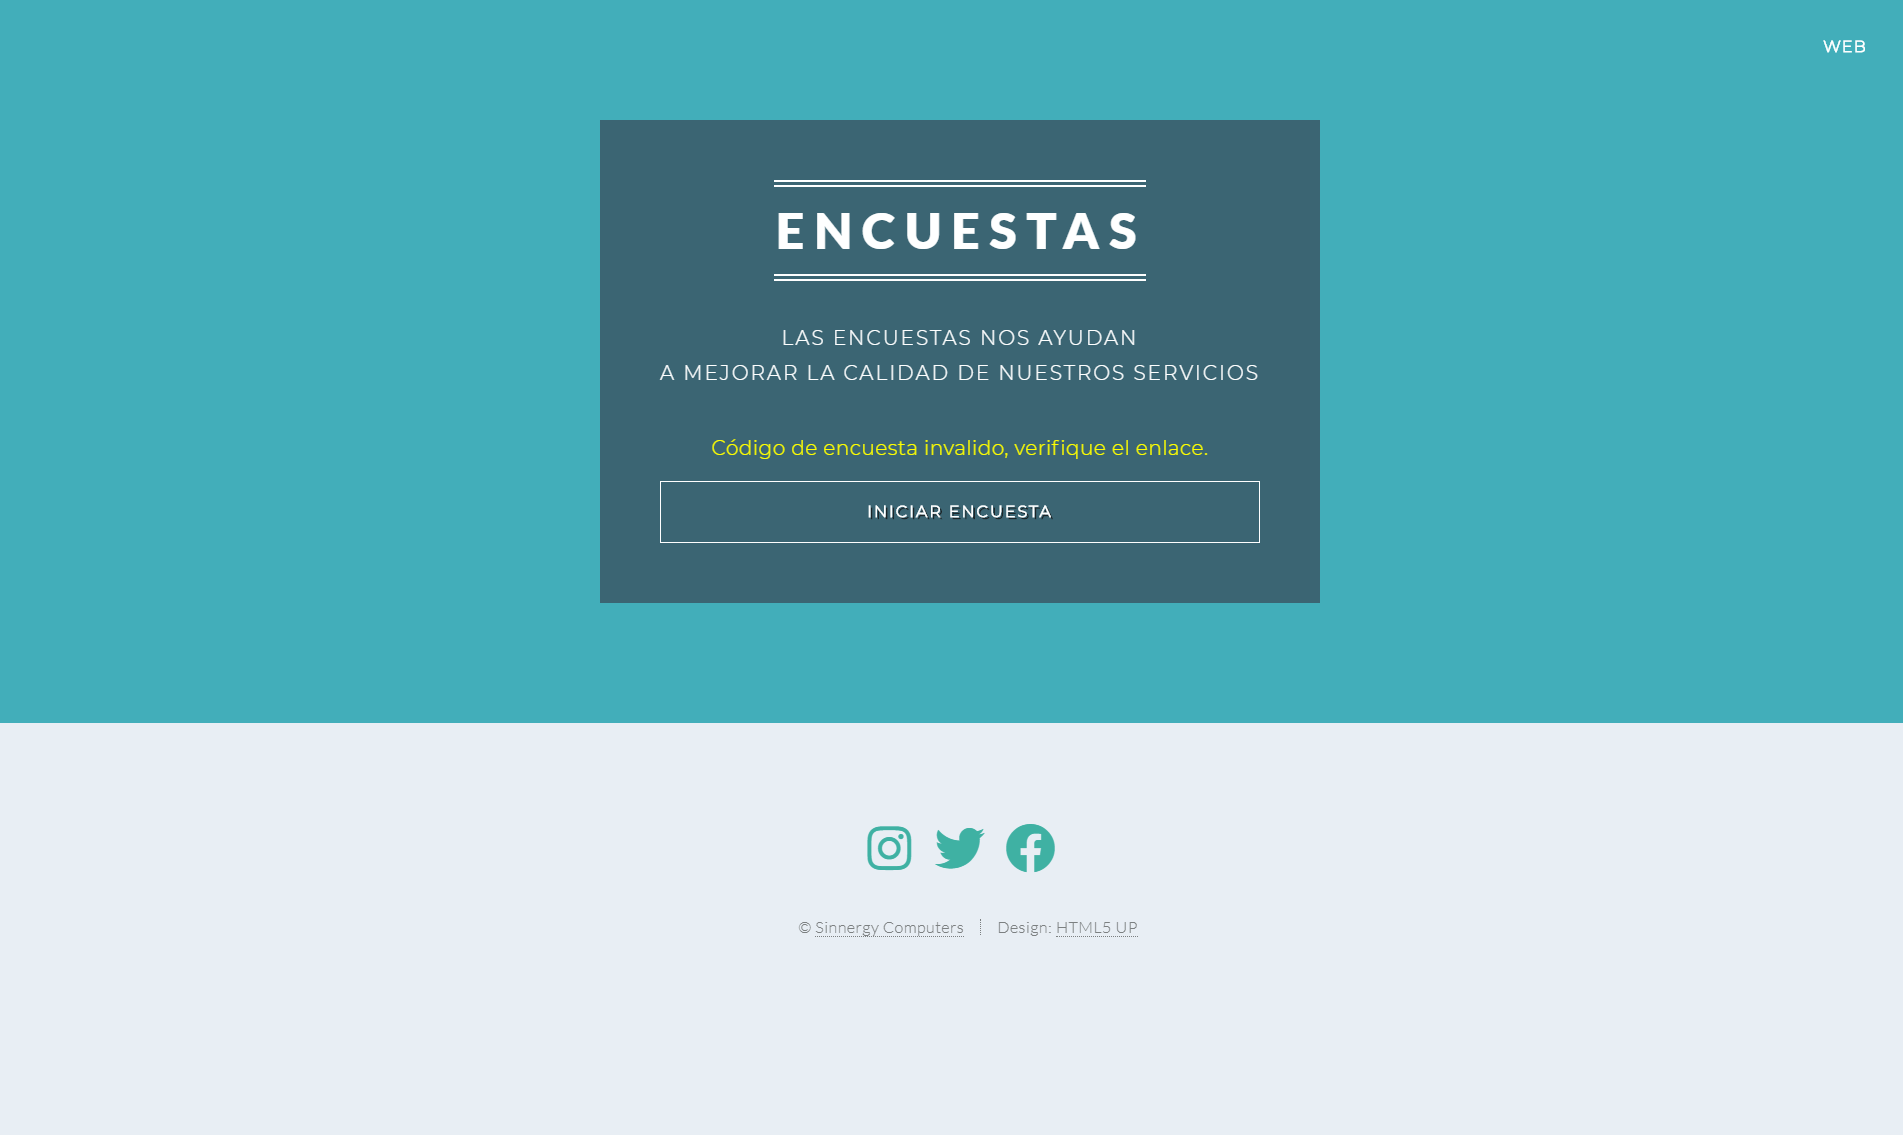 WEB
ENCUESTAS
LAS ENCUESTAS NOS AYUDAN
A MEJORAR LA CALIDAD DE NUESTROS SERVICIOS
Código de encuesta invalido, verifique el enlace.
INICIAR ENCUESTA
© Sinnergy Computers Design: HTML5 UP